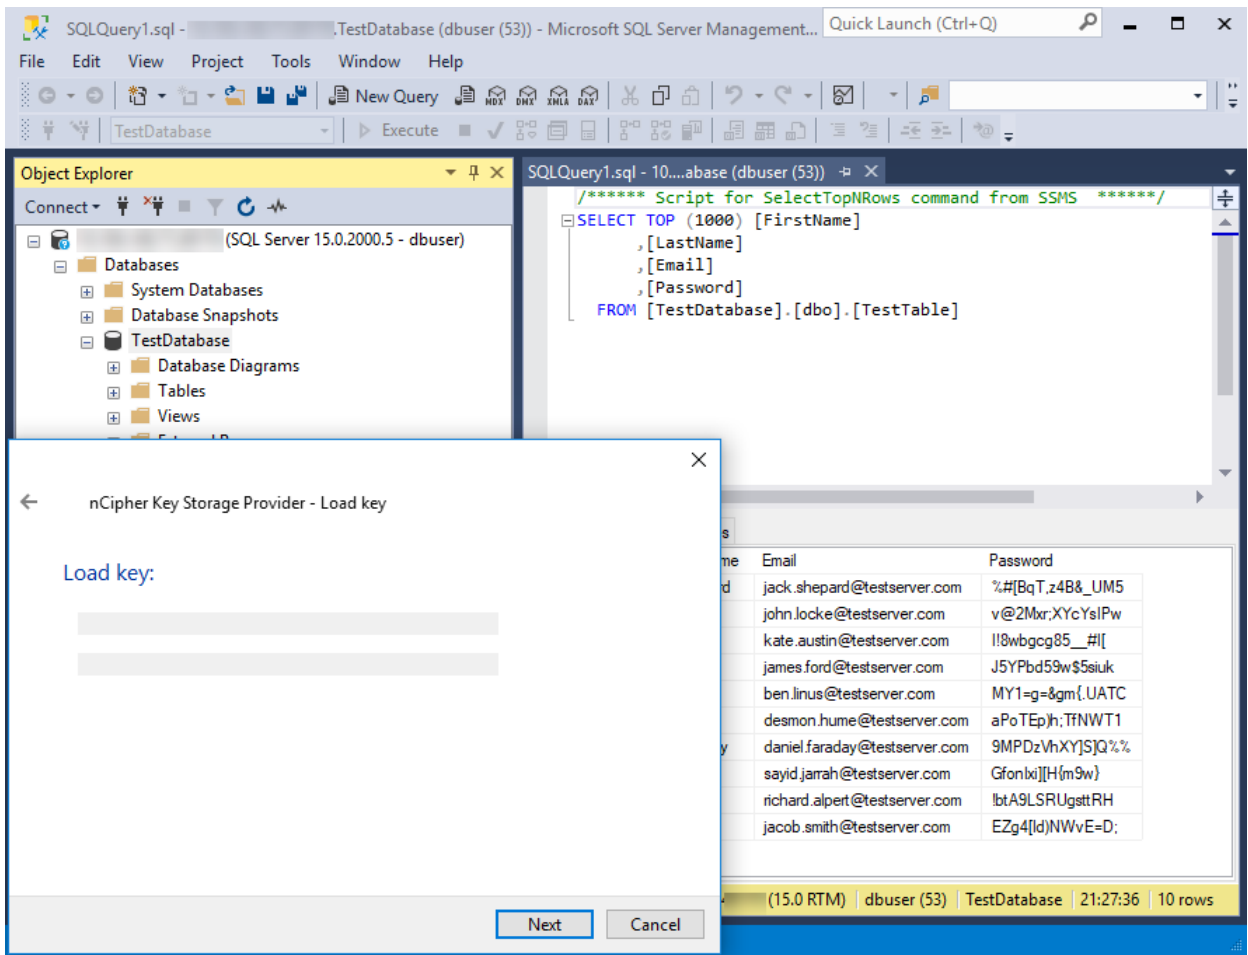 SQLQuery1.sql - .TestDatabase (dbuser (53)) - Microsoft SQL Server Management... Quick Launch (Ctrl+Q)
File Edit View Project Tools Window Help
New Query MDX DMX XMLA DAX
TestDatabase Execute
Object Explorer
Connect
(SQL Server 15.0.2000.5 - dbuser)
Databases
System Databases
Database Snapshots
TestDatabase
Database Diagrams
Tables
Views
SQLQuery1.sql - 10....abase (dbuser (53))
/****** Script for SelectTopNRows command from SSMS ******/
SELECT TOP (1000) [FirstName]
,[LastName]
,[Email]
,[Password]
FROM [TestDatabase].[dbo].[TestTable]
nCipher Key Storage Provider - Load key
Load key:
Next Cancel
Email Password
jack.shepard@testserver.com %#[BqT,z4B&_UM5
john.locke@testserver.com v@2Mxr;XYcYsIPw
kate.austin@testserver.com I!8wbgcg85__#I[
james.ford@testserver.com J5YPbd59w$5siuk
ben.linus@testserver.com MY1=g=&gm{.UATC
desmon.hume@testserver.com aPoTEp)h;TfNWT1
daniel.faraday@testserver.com 9MPDzVhXY]S]Q%%
sayid.jarrah@testserver.com GfonIxi][H{m9w}
richard.alpert@testserver.com !btA9LSRUgsttRH
jacob.smith@testserver.com EZg4[Id)NWvE=D;
(15.0 RTM) dbuser (53) TestDatabase 21:27:36 10 rows